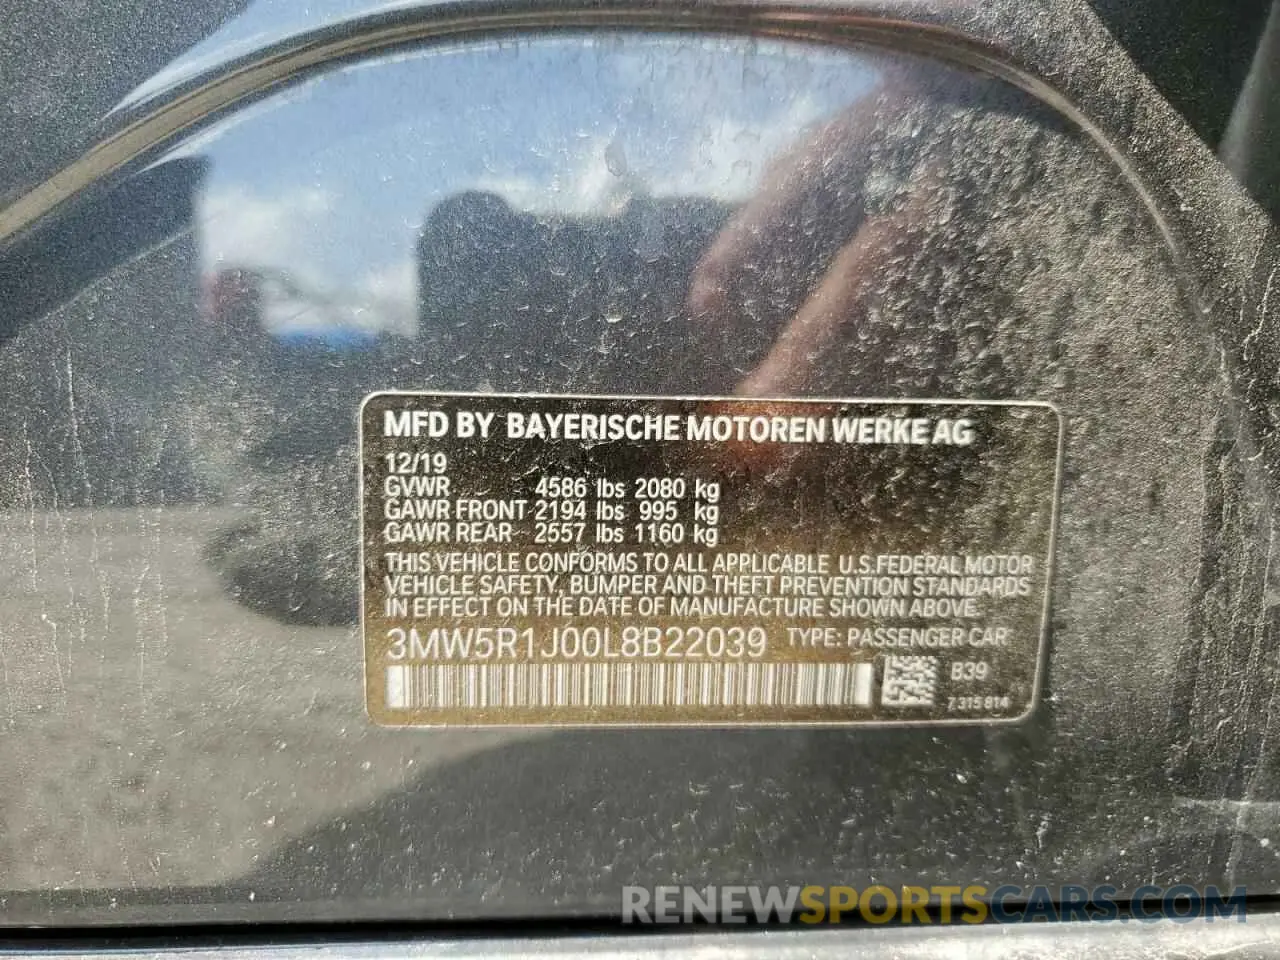 MFD BY BAYERISCHE MOTOREN WERKE AG
12/19
GVWR 4586 lbs 2080 kg
GAWR FRONT 2194 lbs 995 kg
GAWR REAR 2557 lbs 1160 kg
THIS VEHICLE CONFORMS TO ALL APPLICABLE U.S.FEDERAL MOTOR
VEHICLE SAFETY, BUMPER AND THEFT PREVENTION STANDARDS
IN EFFECT ON THE DATE OF MANUFACTURE SHOWN ABOVE.
3MW5R1J00L8B22039 TYPE: PASSENGER CAR
B39
7 315 814
RENEWSPORTSCARS.COM